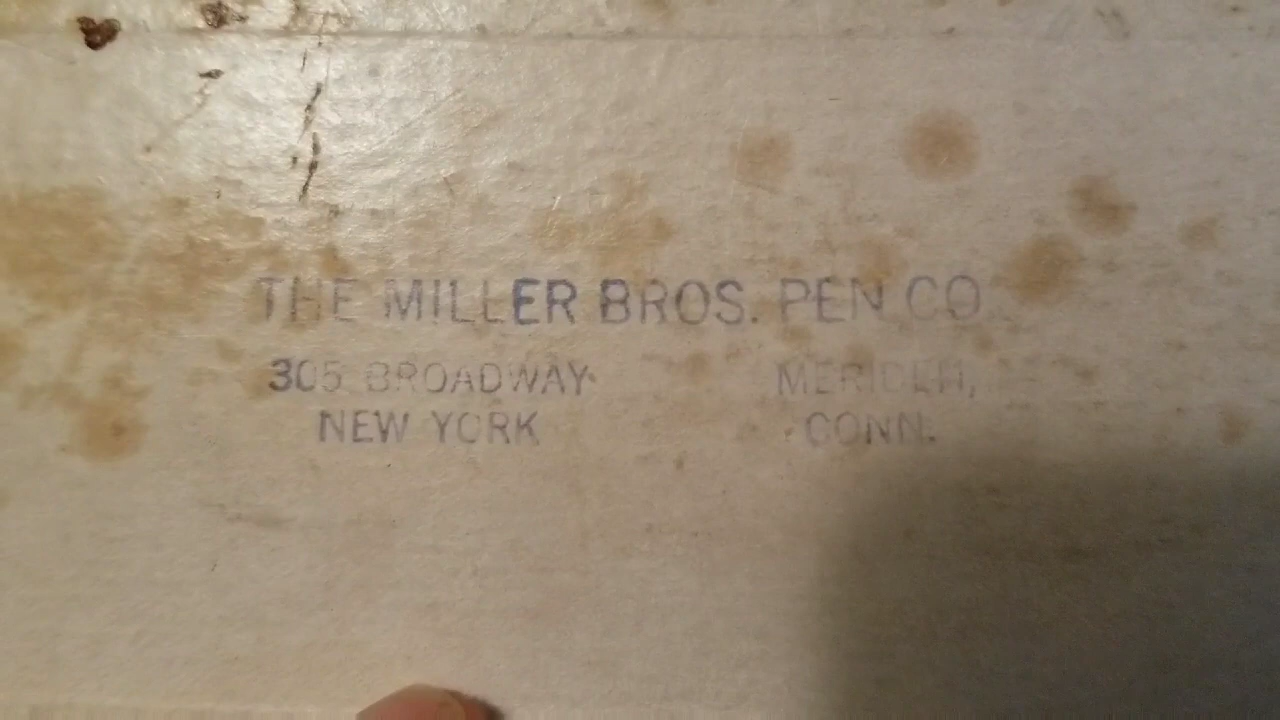 THE MILLER BROS. PEN CO.
305 BROADWAY MERIDEN,
NEW YORK CONN.